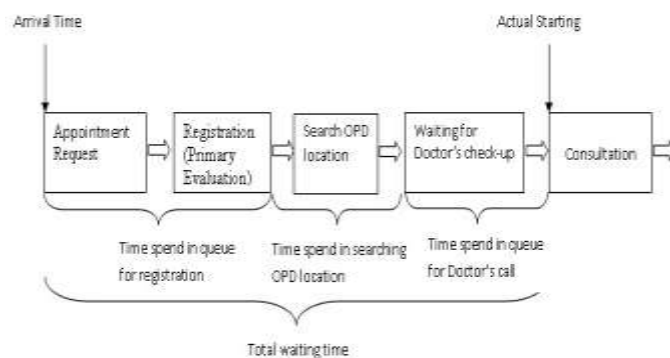 Arrival Time
Actual Starting
Appointment
Request
Registration
(Primary
Evaluation)
Search OPD
location
Waiting for
Doctor's check-up
Consultation
Time spend in queue
for registration
Time spend in searching
OPD location
Time spend in queue
for Doctor's call
Total waiting time